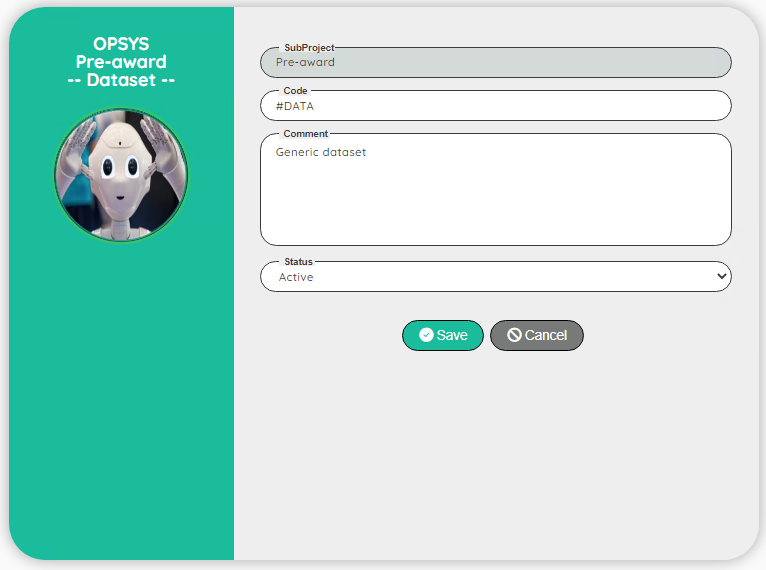 OPSYS
Pre-award
-- Dataset --
SubProject
Pre-award
Code
#DATA
Comment
Generic dataset
Status
Active
Save Cancel